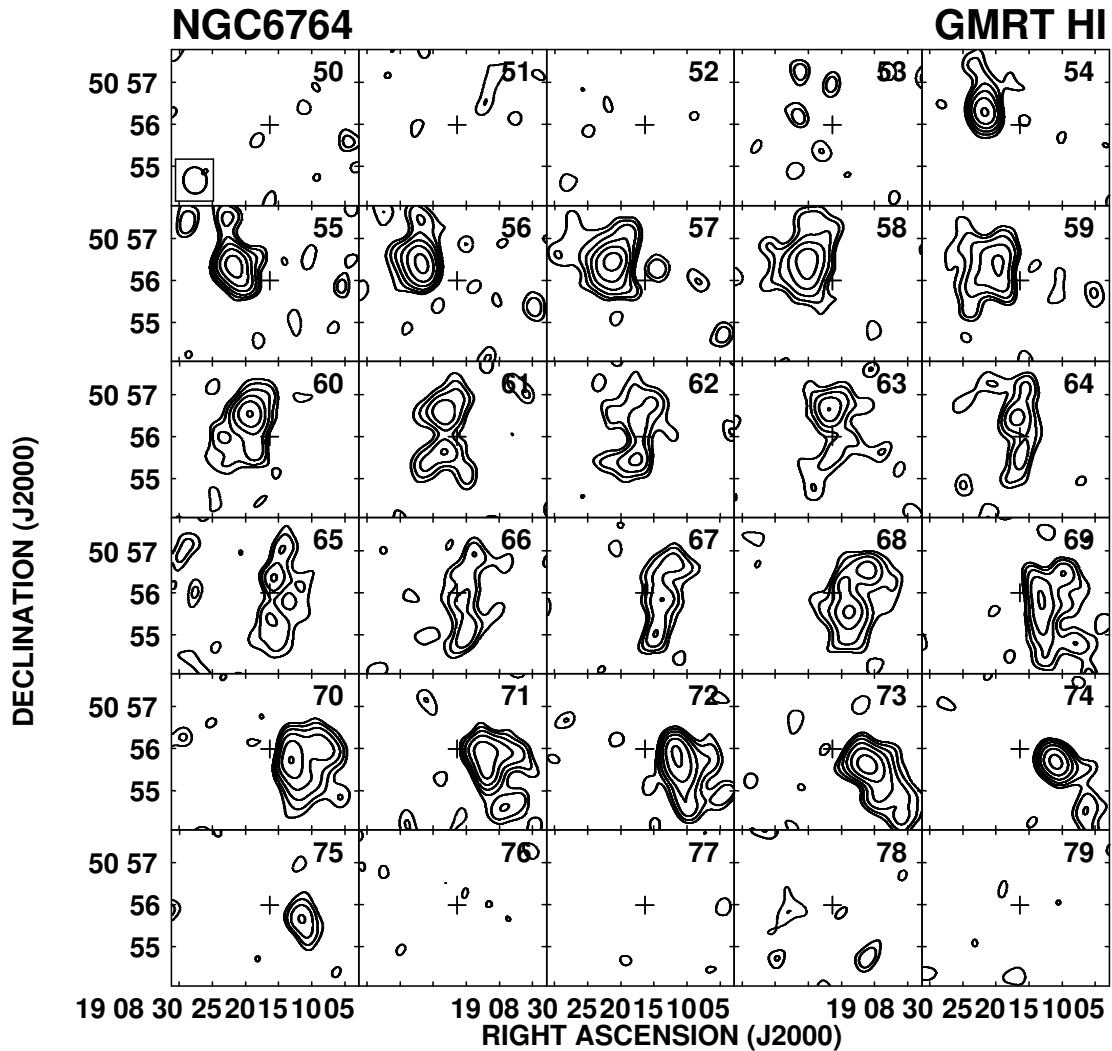 NGC6764 GMRT HI
50 51 52 53 54
50 57
56
55
55 56 57 58 59
50 57
56
55
60 61 62 63 64
50 57
56
55
65 66 67 68 69
50 57
56
55
70 71 72 73 74
50 57
56
55
75 76 77 78 79
50 57
56
55
DECLINATION (J2000)
19 08 30 25 20 15 10 05 19 08 30 25 20 15 10 05 19 08 30 25 20 15 10 05
RIGHT ASCENSION (J2000)